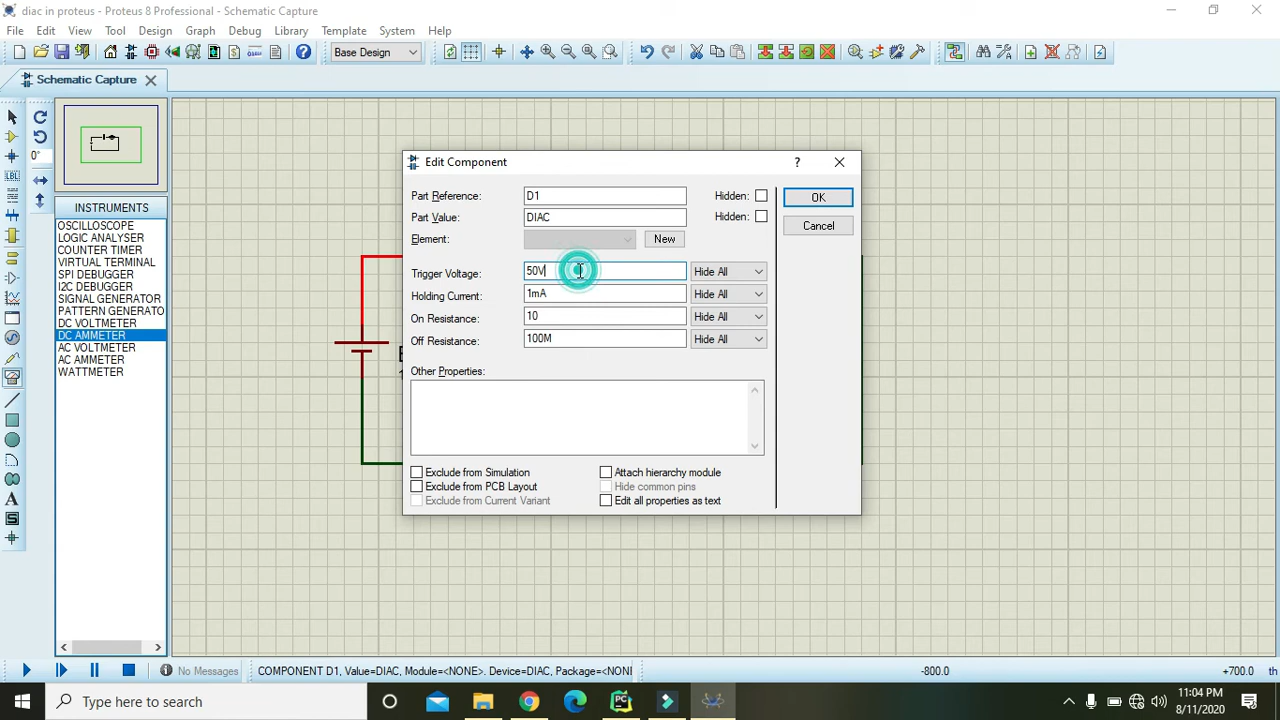 diac in proteus - Proteus 8 Professional - Schematic Capture
File Edit View Tool Design Graph Debug Library Template System Help
Base Design
Schematic Capture
0°
INSTRUMENTS
OSCILLOSCOPE
LOGIC ANALYSER
COUNTER TIMER
VIRTUAL TERMINAL
SPI DEBUGGER
I2C DEBUGGER
SIGNAL GENERATOR
PATTERN GENERATO
DC VOLTMETER
DC AMMETER
AC VOLTMETER
AC AMMETER
WATTMETER
Edit Component
?
Part Reference: D1 Hidden:
Part Value: DIAC Hidden:
Element: New
Trigger Voltage: 50V Hide All
Holding Current: 1mA Hide All
On Resistance: 10 Hide All
Off Resistance: 100M Hide All
Other Properties:
Exclude from Simulation Attach hierarchy module
Exclude from PCB Layout Hide common pins
Exclude from Current Variant Edit all properties as text
OK
Cancel
No Messages COMPONENT D1, Value=DIAC, Module=<NONE>. Device=DIAC, Package=<NONI -800.0 +700.0 th
Type here to search
11:04 PM
8/11/2020